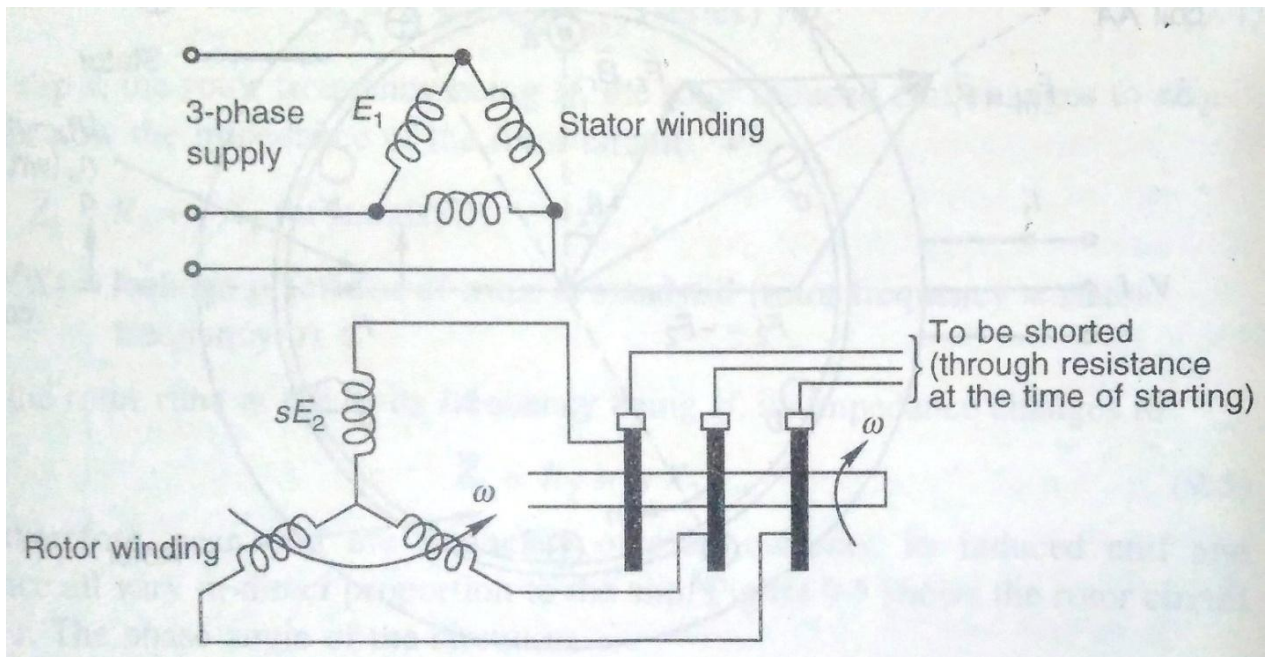 3-phase
supply
E₁
Stator winding
To be shorted
(through resistance
at the time of starting)
sE₂
ω
ω
Rotor winding